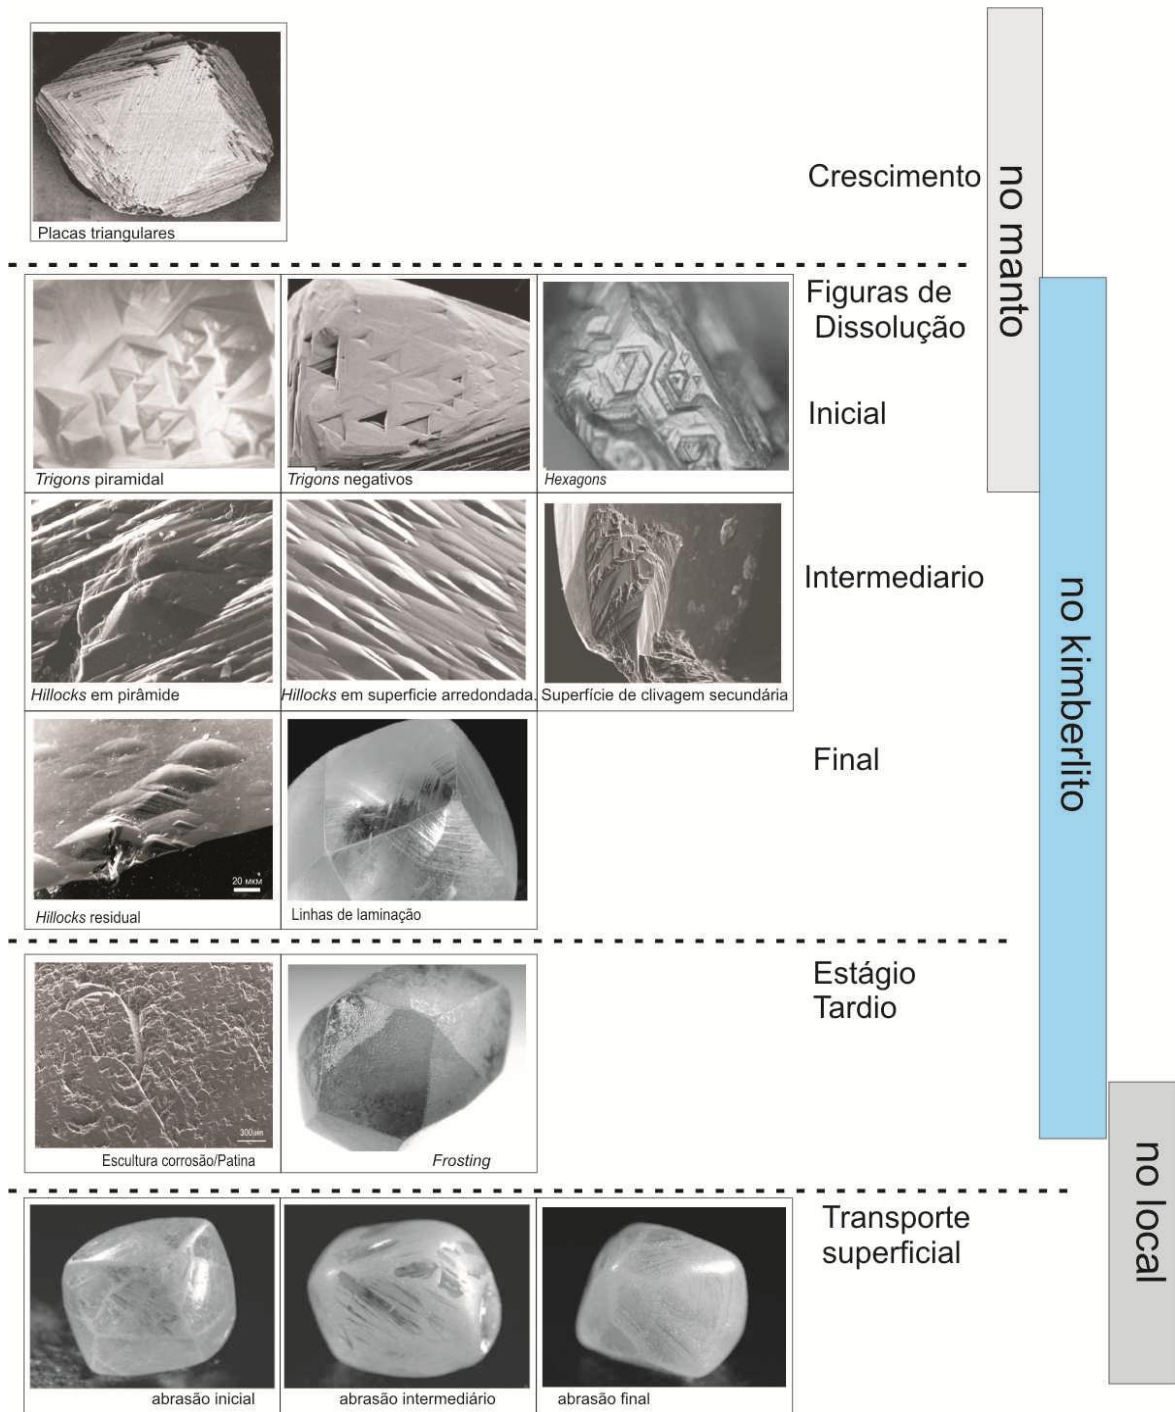 Placas triangulares
Crescimento
no manto
Figuras de
Dissolução
Inicial
Trigons piramidal
Trigons negativos
Hexagons
Intermediario
no kimberlito
Hillocks em pirâmide
Hillocks em superficie arredondada.
Superfície de clivagem secundária
Final
20 мкм
Hillocks residual
Linhas de laminação
Estágio
Tardio
300µm
Escultura corrosão/Patina
Frosting
no local
Transporte
superficial
abrasão inicial
abrasão intermediário
abrasão final